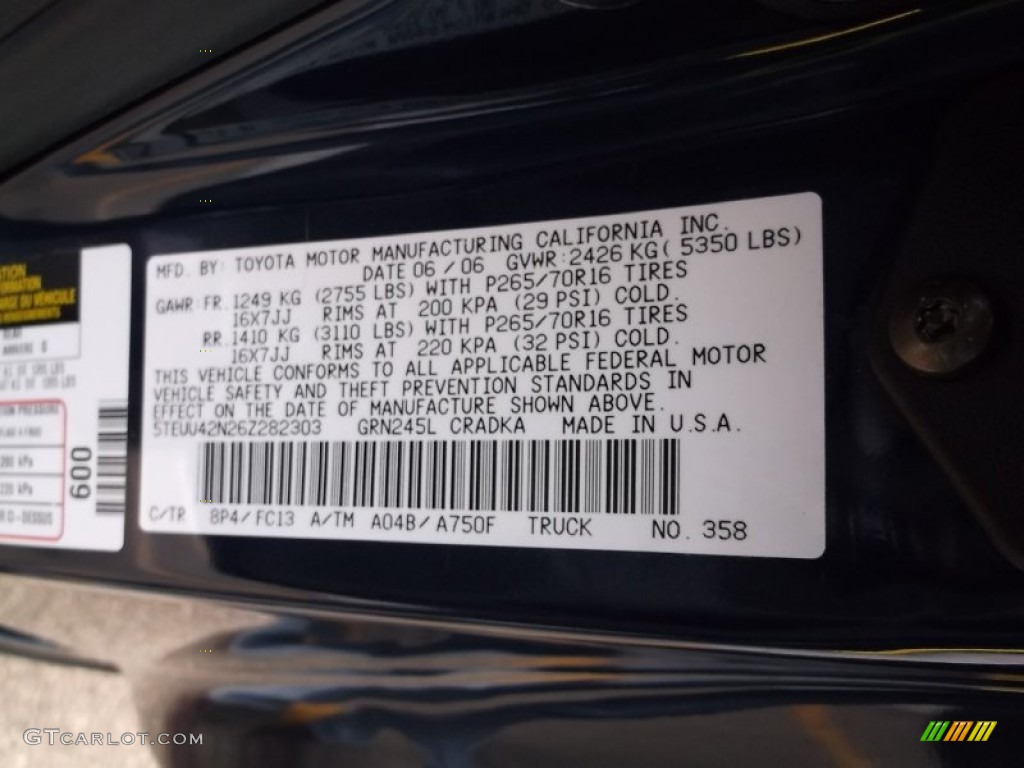 MFD. BY: TOYOTA MOTOR MANUFACTURING CALIFORNIA INC.
DATE 06/06 GVWR: 2426 KG( 5350 LBS)
GAWR: FR. 1249 KG (2755 LBS) WITH P265/70R16 TIRES
16X7JJ RIMS AT 200 KPA (29 PSI) COLD.
RR. 1410 KG (3110 LBS) WITH P265/70R16 TIRES
16X7JJ RIMS AT 220 KPA (32 PSI) COLD.
THIS VEHICLE CONFORMS TO ALL APPLICABLE FEDERAL MOTOR
VEHICLE SAFETY AND THEFT PREVENTION STANDARDS IN
EFFECT ON THE DATE OF MANUFACTURE SHOWN ABOVE.
5TEUU42N26Z282303 GRN245L CRADKA MADE IN U.S.A.
C/TR 8P4/FC13 A/TM A04B/A750F TRUCK NO. 358
600
GTCARLOT.COM